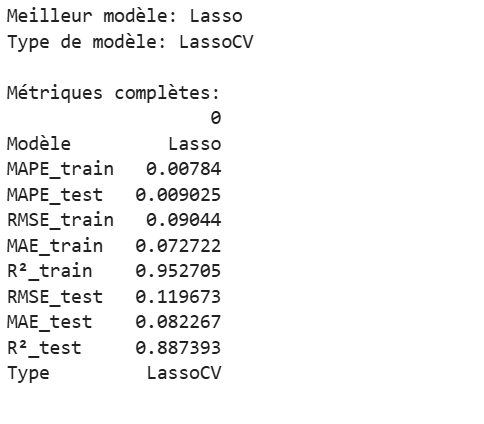 Meilleur modèle: Lasso
Type de modèle: LassoCV
Métriques complètes:
0
Modèle Lasso
MAPE_train 0.00784
MAPE_test 0.009025
RMSE_train 0.09044
MAE_train 0.072722
R²_train 0.952705
RMSE_test 0.119673
MAE_test 0.082267
R²_test 0.887393
Type LassoCV